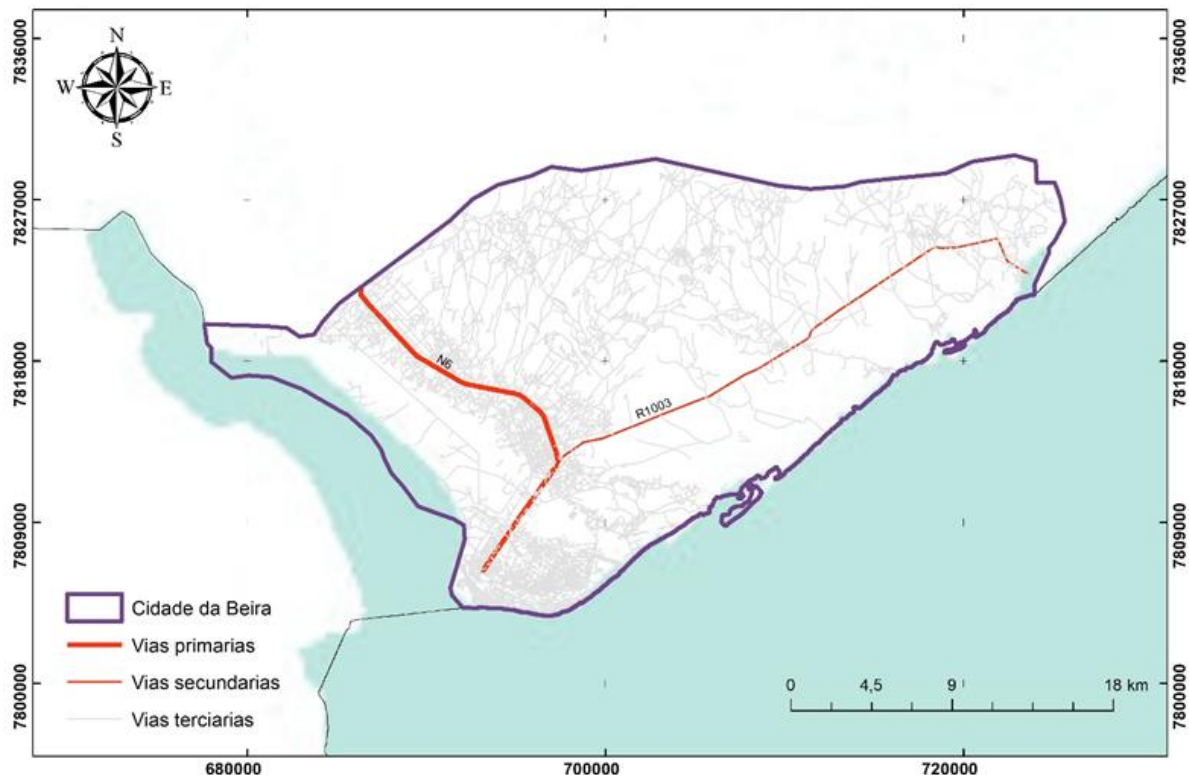 N
W E
S
7836000
7827000
7818000
7809000
7800000
7836000
7827000
7818000
7809000
7800000
N6
R1003
Cidade da Beira
Vias primarias
Vias secundarias
Vias terciarias
0 4,5 9 18 km
680000 700000 720000